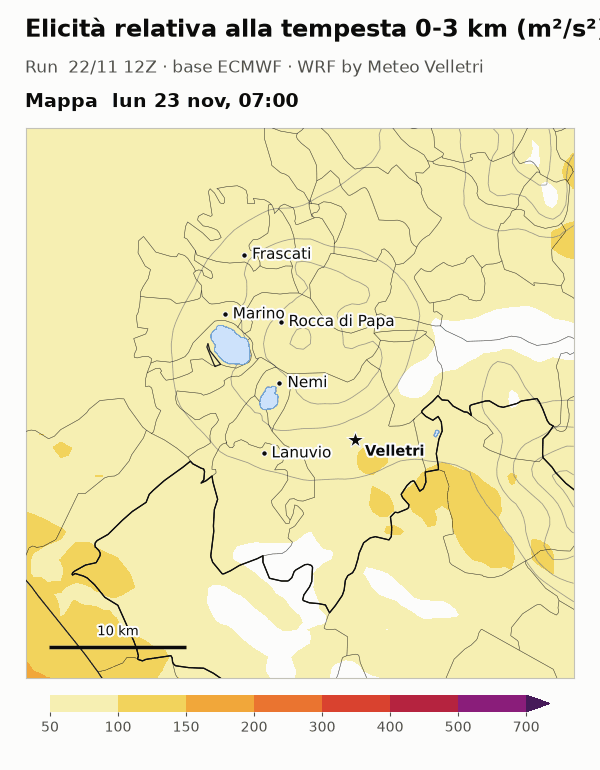 Elicità relativa alla tempesta 0-3 km (m²/s²)
Run 22/11 12Z · base ECMWF · WRF by Meteo Velletri
Mappa lun 23 nov, 07:00
Frascati
Marino
Rocca di Papa
Nemi
Velletri
Lanuvio
10 km
50 100 150 200 300 400 500 700